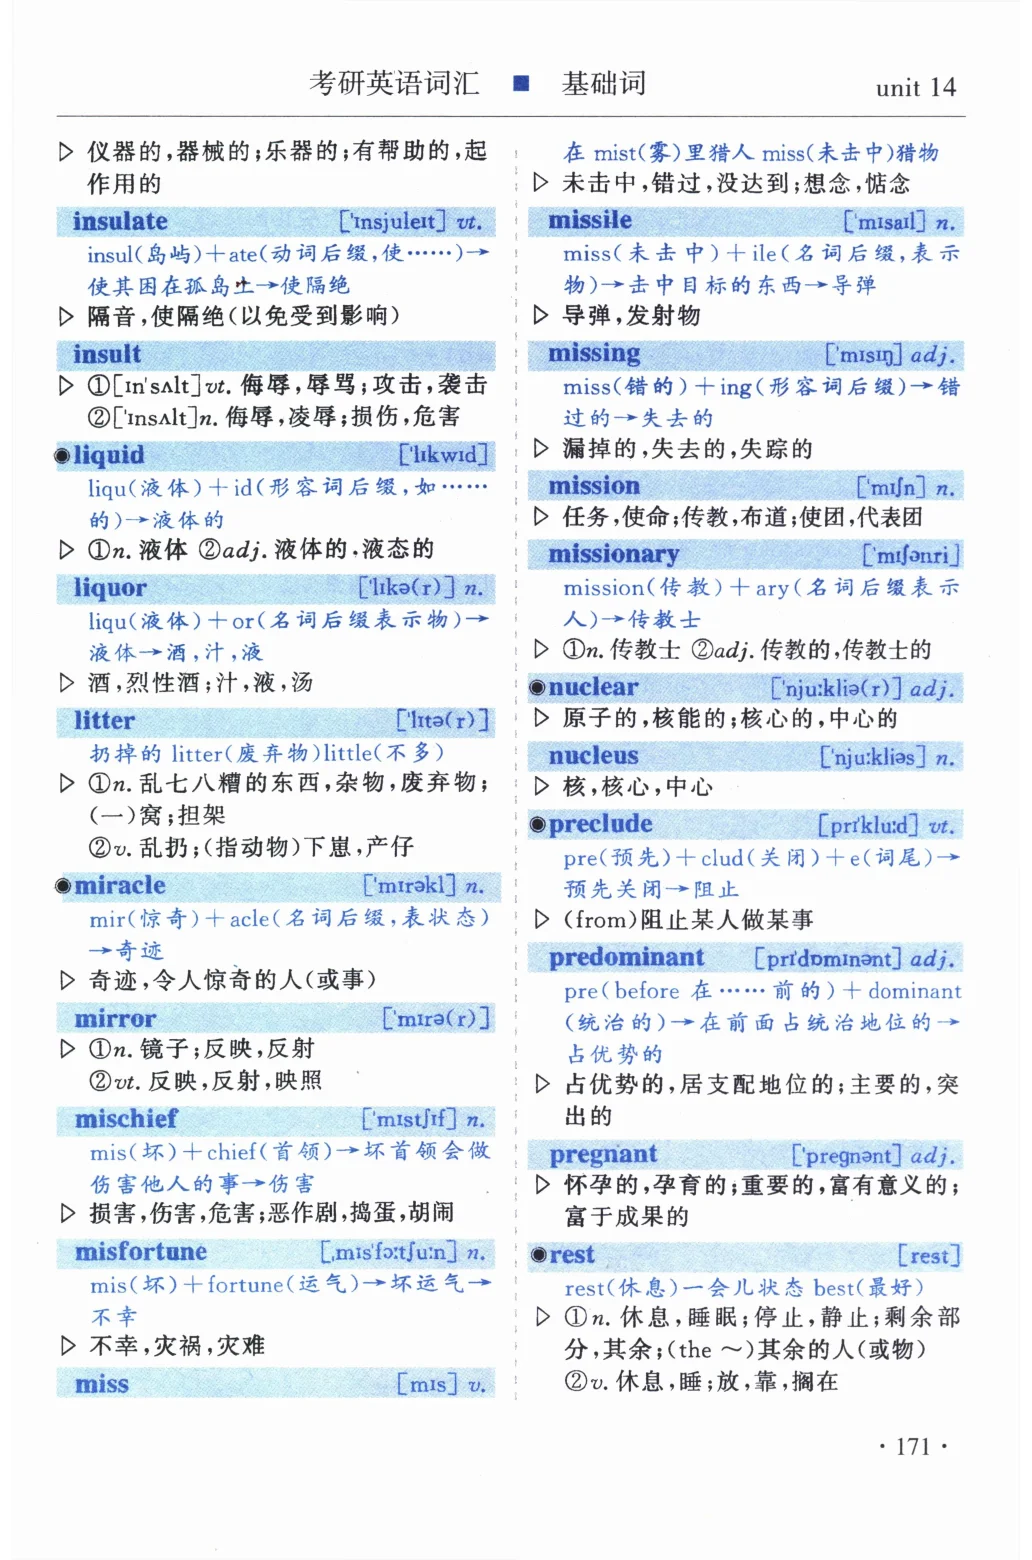 考研英语词汇 ■ 基础词 unit 14
▷ 仪器的,器械的;乐器的;有帮助的,起
作用的
insulate ['ɪnsjuleɪt] vt.
insul(岛屿)+ate(动词后缀,使……)→
使其困在孤岛上→使隔绝
▷ 隔音,使隔绝(以免受到影响)
insult
▷ ①[ɪn'sʌlt]vt. 侮辱,辱骂;攻击,袭击
②['ɪnsʌlt]n. 侮辱,凌辱;损伤,危害
◉liquid ['lɪkwɪd]
liqu(液体)+id(形容词后缀,如……
的)→液体的
▷ ①n. 液体 ②adj. 液体的,液态的
liquor ['lɪkə(r)] n.
liqu(液体)+or(名词后缀表示物)→
液体→酒,汁,液
▷ 酒,烈性酒;汁,液,汤
litter ['lɪtə(r)]
扔掉的 litter(废弃物)little(不多)
▷ ①n. 乱七八糟的东西,杂物,废弃物;
(一)窝;担架
②v. 乱扔;(指动物)下崽,产仔
◉miracle ['mɪrəkl] n.
mir(惊奇)+acle(名词后缀,表状态)
→奇迹
▷ 奇迹,令人惊奇的人(或事)
mirror ['mɪrə(r)]
▷ ①n. 镜子;反映,反射
②vt. 反映,反射,映照
mischief ['mɪstʃɪf] n.
mis(坏)+chief(首领)→坏首领会做
伤害他人的事→伤害
▷ 损害,伤害,危害;恶作剧,捣蛋,胡闹
misfortune [ˌmɪs'fɔːtʃuːn] n.
mis(坏)+fortune(运气)→坏运气→
不幸
▷ 不幸,灾祸,灾难
miss [mɪs] v.
在 mist(雾)里猎人 miss(未击中)猎物
▷ 未击中,错过,没达到;想念,惦念
missile ['mɪsaɪl] n.
miss(未击中)+ile(名词后缀,表示
物)→击中目标的东西→导弹
▷ 导弹,发射物
missing ['mɪsɪŋ] adj.
miss(错的)+ing(形容词后缀)→错
过的→失去的
▷ 漏掉的,失去的,失踪的
mission ['mɪʃn] n.
▷ 任务,使命;传教,布道;使团,代表团
missionary ['mɪʃənri]
mission(传教)+ary(名词后缀表示
人)→传教士
▷ ①n. 传教士 ②adj. 传教的,传教士的
◉nuclear ['njuːkliə(r)] adj.
▷ 原子的,核能的;核心的,中心的
nucleus ['njuːkliəs] n.
▷ 核,核心,中心
◉preclude [prɪ'kluːd] vt.
pre(预先)+clud(关闭)+e(词尾)→
预先关闭→阻止
▷ (from)阻止某人做某事
predominant [prɪ'dɒmɪnənt] adj.
pre(before 在……前的)+dominant
(统治的)→在前面占统治地位的→
占优势的
▷ 占优势的,居支配地位的;主要的,突
出的
pregnant ['preɡnənt] adj.
▷ 怀孕的,孕育的;重要的,富有意义的;
富于成果的
◉rest [rest]
rest(休息)一会儿状态 best(最好)
▷ ①n. 休息,睡眠;停止,静止;剩余部
分,其余;(the ～)其余的人(或物)
②v. 休息,睡;放,靠,搁在
· 171 ·